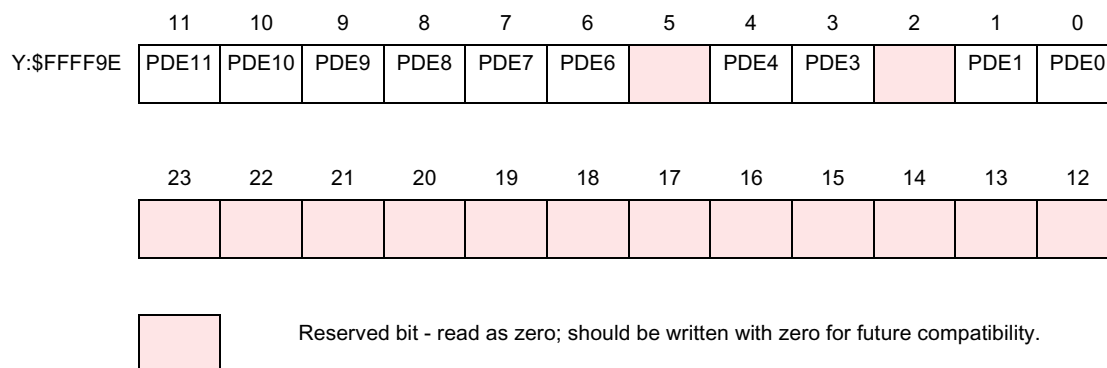 11 10 9 8 7 6 5 4 3 2 1 0
Y:$FFFF9E PDE11 PDE10 PDE9 PDE8 PDE7 PDE6 PDE4 PDE3 PDE1 PDE0
23 22 21 20 19 18 17 16 15 14 13 12
Reserved bit - read as zero; should be written with zero for future compatibility.